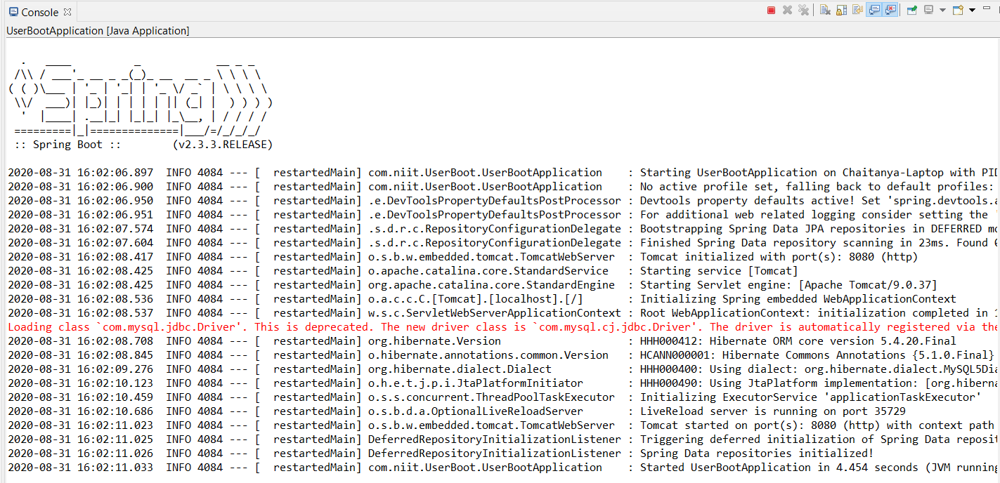 Console
UserBootApplication [Java Application]
  .   ____          _            __ _ _
 /\\ / ___'_ __ _ _(_)_ __  __ _ \ \ \ \
( ( )\___ | '_ | '_| | '_ \/ _` | \ \ \ \
 \\/  ___)| |_)| | | | | || (_| |  ) ) ) )
  '  |____| .__|_| |_|_| |_\__, | / / / /
 =========|_|==============|___/=/_/_/_/
 :: Spring Boot ::        (v2.3.3.RELEASE)
2020-08-31 16:02:06.897  INFO 4084 --- [  restartedMain] com.niit.UserBoot.UserBootApplication    : Starting UserBootApplication on Chaitanya-Laptop with PID
2020-08-31 16:02:06.900  INFO 4084 --- [  restartedMain] com.niit.UserBoot.UserBootApplication    : No active profile set, falling back to default profiles:
2020-08-31 16:02:06.950  INFO 4084 --- [  restartedMain] .e.DevToolsPropertyDefaultsPostProcessor : Devtools property defaults active! Set 'spring.devtools.a
2020-08-31 16:02:06.951  INFO 4084 --- [  restartedMain] .e.DevToolsPropertyDefaultsPostProcessor : For additional web related logging consider setting the '
2020-08-31 16:02:07.574  INFO 4084 --- [  restartedMain] .s.d.r.c.RepositoryConfigurationDelegate : Bootstrapping Spring Data JPA repositories in DEFERRED mo
2020-08-31 16:02:07.604  INFO 4084 --- [  restartedMain] .s.d.r.c.RepositoryConfigurationDelegate : Finished Spring Data repository scanning in 23ms. Found 0
2020-08-31 16:02:08.417  INFO 4084 --- [  restartedMain] o.s.b.w.embedded.tomcat.TomcatWebServer  : Tomcat initialized with port(s): 8080 (http)
2020-08-31 16:02:08.425  INFO 4084 --- [  restartedMain] o.apache.catalina.core.StandardService   : Starting service [Tomcat]
2020-08-31 16:02:08.425  INFO 4084 --- [  restartedMain] org.apache.catalina.core.StandardEngine  : Starting Servlet engine: [Apache Tomcat/9.0.37]
2020-08-31 16:02:08.536  INFO 4084 --- [  restartedMain] o.a.c.c.C.[Tomcat].[localhost].[/]       : Initializing Spring embedded WebApplicationContext
2020-08-31 16:02:08.537  INFO 4084 --- [  restartedMain] w.s.c.ServletWebServerApplicationContext : Root WebApplicationContext: initialization completed in 1
Loading class `com.mysql.jdbc.Driver'. This is deprecated. The new driver class is `com.mysql.cj.jdbc.Driver'. The driver is automatically registered via the
2020-08-31 16:02:08.708  INFO 4084 --- [  restartedMain] org.hibernate.Version                    : HHH000412: Hibernate ORM core version 5.4.20.Final
2020-08-31 16:02:08.845  INFO 4084 --- [  restartedMain] o.hibernate.annotations.common.Version   : HCANN000001: Hibernate Commons Annotations {5.1.0.Final}
2020-08-31 16:02:09.276  INFO 4084 --- [  restartedMain] org.hibernate.dialect.Dialect            : HHH000400: Using dialect: org.hibernate.dialect.MySQL5Dia
2020-08-31 16:02:10.123  INFO 4084 --- [  restartedMain] o.h.e.t.j.p.i.JtaPlatformInitiator       : HHH000490: Using JtaPlatform implementation: [org.hiberna
2020-08-31 16:02:10.459  INFO 4084 --- [  restartedMain] o.s.s.concurrent.ThreadPoolTaskExecutor  : Initializing ExecutorService 'applicationTaskExecutor'
2020-08-31 16:02:10.686  INFO 4084 --- [  restartedMain] o.s.b.d.a.OptionalLiveReloadServer       : LiveReload server is running on port 35729
2020-08-31 16:02:11.023  INFO 4084 --- [  restartedMain] o.s.b.w.embedded.tomcat.TomcatWebServer  : Tomcat started on port(s): 8080 (http) with context path
2020-08-31 16:02:11.025  INFO 4084 --- [  restartedMain] DeferredRepositoryInitializationListener : Triggering deferred initialization of Spring Data reposit
2020-08-31 16:02:11.026  INFO 4084 --- [  restartedMain] DeferredRepositoryInitializationListener : Spring Data repositories initialized!
2020-08-31 16:02:11.033  INFO 4084 --- [  restartedMain] com.niit.UserBoot.UserBootApplication    : Started UserBootApplication in 4.454 seconds (JVM running